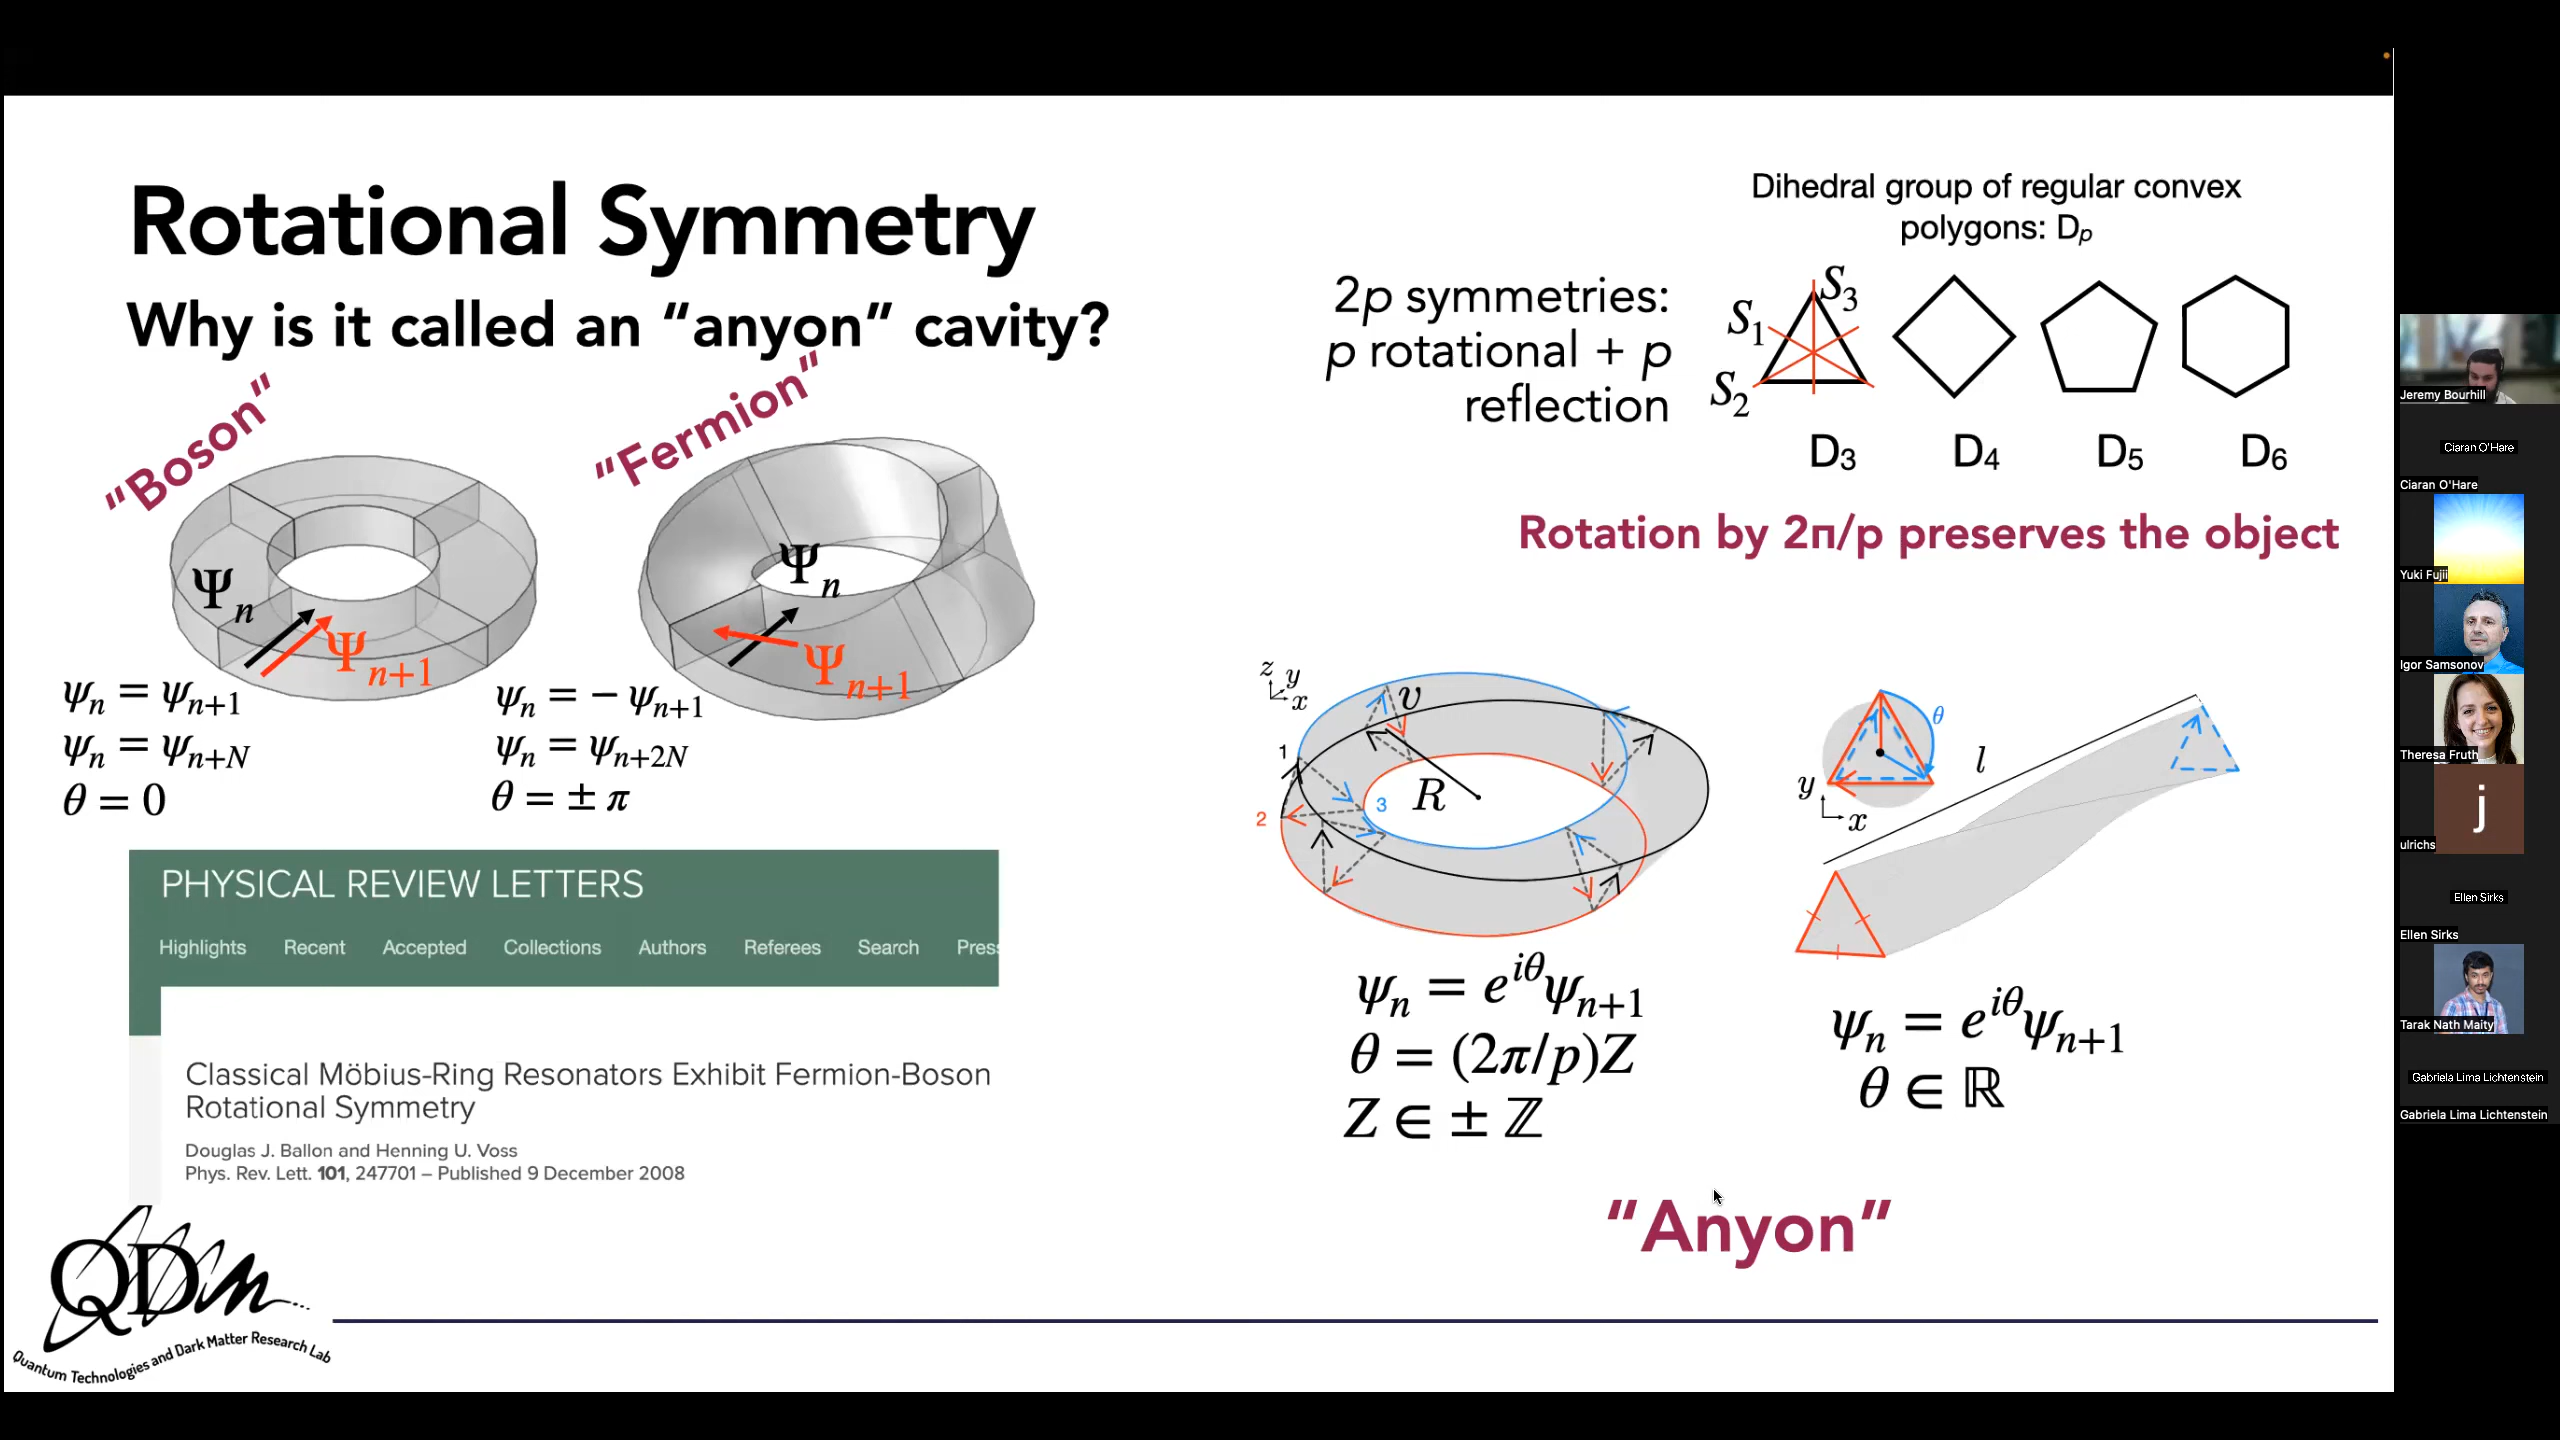 Rotational Symmetry
Why is it called an “anyon” cavity?
“Boson”
Ψn
Ψn+1
ψn = ψn+1
ψn = ψn+N
θ = 0
“Fermion”
Ψn
Ψn+1
ψn = − ψn+1
ψn = ψn+2N
θ = ± π
PHYSICAL REVIEW LETTERS
Highlights Recent Accepted Collections Authors Referees Search Press
Classical Möbius-Ring Resonators Exhibit Fermion-Boson
Rotational Symmetry
Douglas J. Ballon and Henning U. Voss
Phys. Rev. Lett. 101, 247701 – Published 9 December 2008
QDM
Quantum Technologies and Dark Matter Research Lab
Dihedral group of regular convex
polygons: Dp
2p symmetries:
p rotational + p
reflection
S1
S2
S3
D3 D4 D5 D6
Rotation by 2π/p preserves the object
z y
x
υ
1
2
3
R
ψn = e^iθ ψn+1
θ = (2π/p)Z
Z ∈ ± ℤ
θ
l
y
x
ψn = e^iθ ψn+1
θ ∈ ℝ
“Anyon”
Jeremy Bourhill
Ciaran O'Hare
Ciaran O'Hare
Yuki Fujii
Igor Samsonov
Theresa Fruth
j
ulrichs
Ellen Sirks
Ellen Sirks
Tarak Nath Maity
Gabriela Lima Lichtenstein
Gabriela Lima Lichtenstein